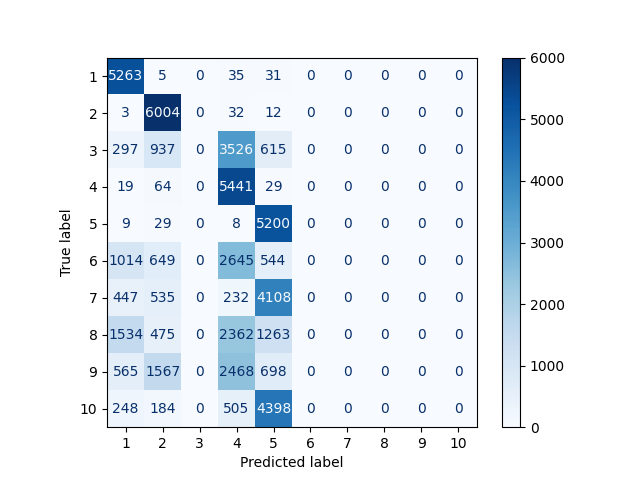 1 5263 5 0 35 31 0 0 0 0 0
2 3 6004 0 32 12 0 0 0 0 0
3 297 937 0 3526 615 0 0 0 0 0
4 19 64 0 5441 29 0 0 0 0 0
5 9 29 0 8 5200 0 0 0 0 0
6 1014 649 0 2645 544 0 0 0 0 0
7 447 535 0 232 4108 0 0 0 0 0
8 1534 475 0 2362 1263 0 0 0 0 0
9 565 1567 0 2468 698 0 0 0 0 0
10 248 184 0 505 4398 0 0 0 0 0
1 2 3 4 5 6 7 8 9 10
Predicted label
True label
6000
5000
4000
3000
2000
1000
0